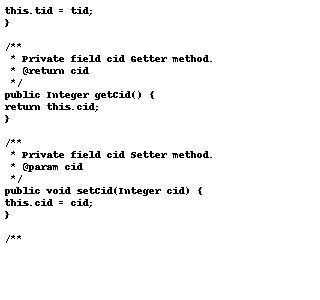 this.tid = tid;
}

/**
 * Private field cid Getter method.
 * @return cid
 */
public Integer getCid() {
return this.cid;
}

/**
 * Private field cid Setter method.
 * @param cid
 */
public void setCid(Integer cid) {
this.cid = cid;
}

/**